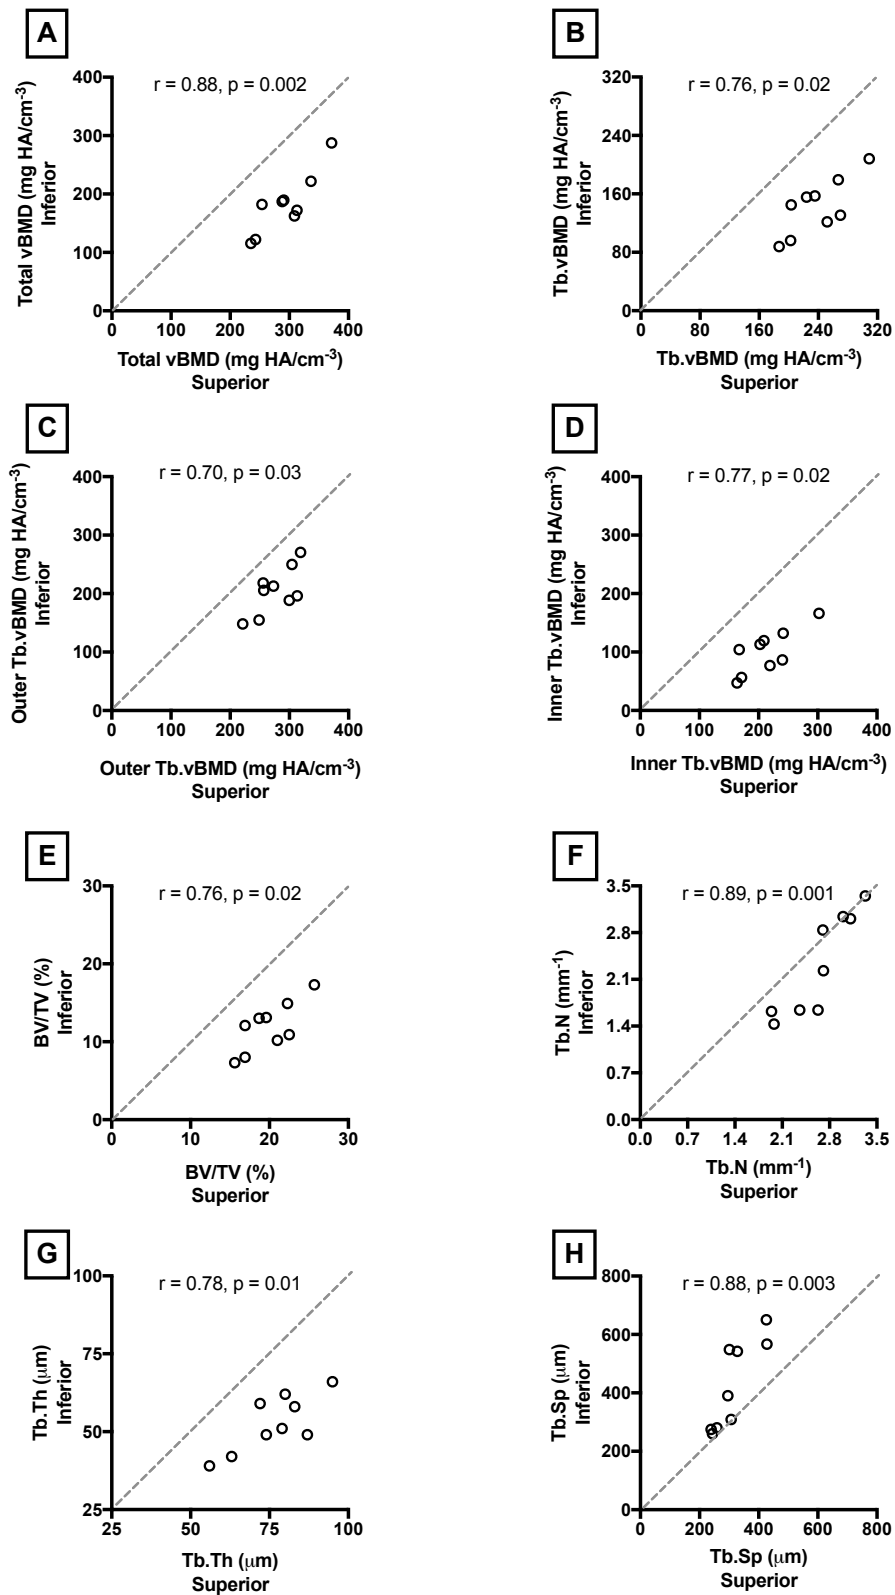 A
r = 0.88, p = 0.002
Total vBMD (mg HA/cm-3)
Inferior
400
300
200
100
0
0 100 200 300 400
Total vBMD (mg HA/cm-3)
Superior
B
r = 0.76, p = 0.02
Tb.vBMD (mg HA/cm-3)
Inferior
320
240
160
80
0
0 80 160 240 320
Tb.vBMD (mg HA/cm-3)
Superior
C
r = 0.70, p = 0.03
Outer Tb.vBMD (mg HA/cm-3)
Inferior
400
300
200
100
0
0 100 200 300 400
Outer Tb.vBMD (mg HA/cm-3)
Superior
D
r = 0.77, p = 0.02
Inner Tb.vBMD (mg HA/cm-3)
Inferior
400
300
200
100
0
0 100 200 300 400
Inner Tb.vBMD (mg HA/cm-3)
Superior
E
r = 0.76, p = 0.02
BV/TV (%)
Inferior
30
20
10
0
0 10 20 30
BV/TV (%)
Superior
F
r = 0.89, p = 0.001
Tb.N (mm-1)
Inferior
3.5
2.8
2.1
1.4
0.7
0.0
0.0 0.7 1.4 2.1 2.8 3.5
Tb.N (mm-1)
Superior
G
r = 0.78, p = 0.01
Tb.Th (μm)
Inferior
100
75
50
25
25 50 75 100
Tb.Th (μm)
Superior
H
r = 0.88, p = 0.003
Tb.Sp (μm)
Inferior
800
600
400
200
0
0 200 400 600 800
Tb.Sp (μm)
Superior